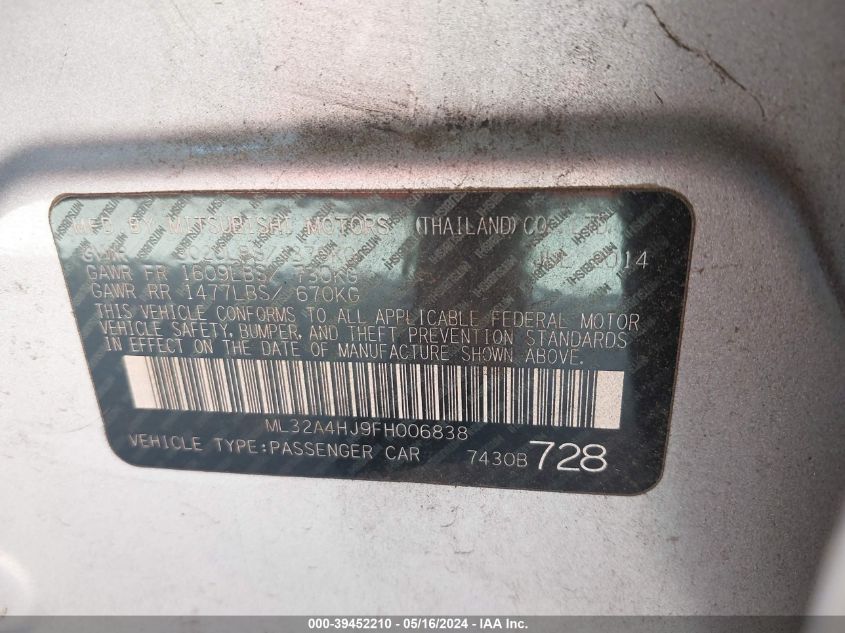 MFD BY MITSUBISHI MOTORS (THAILAND) CO., LTD.
GVWR
GAWR FR 1609LBS/ 730KG
GAWR RR 1477LBS/ 670KG
THIS VEHICLE CONFORMS TO ALL APPLICABLE FEDERAL MOTOR
VEHICLE SAFETY, BUMPER, AND THEFT PREVENTION STANDARDS
IN EFFECT ON THE DATE OF MANUFACTURE SHOWN ABOVE.
ML32A4HJ9FH006838
VEHICLE TYPE:PASSENGER CAR 7430B 728
000-39452210 - 05/16/2024 - IAA Inc.